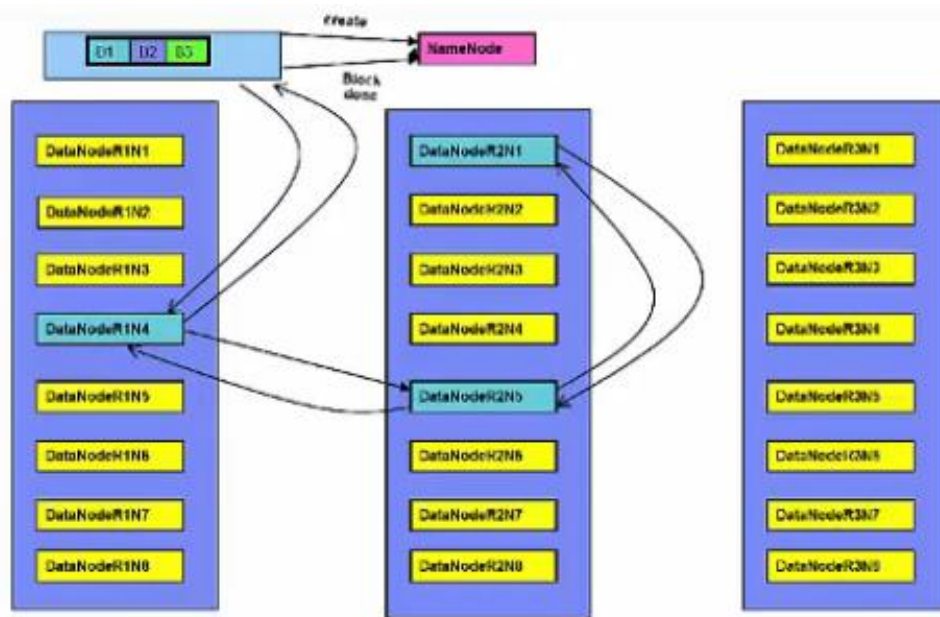 create
B1 B2 B3
NameNode
Block
done
DataNodeR1N1
DataNodeR1N2
DataNodeR1N3
DataNodeR1N4
DataNodeR1N5
DataNodeR1N6
DataNodeR1N7
DataNodeR1N8
DataNodeR2N1
DataNodeR2N2
DataNodeR2N3
DataNodeR2N4
DataNodeR2N5
DataNodeR2N6
DataNodeR2N7
DataNodeR2N8
DataNodeR3N1
DataNodeR3N2
DataNodeR3N3
DataNodeR3N4
DataNodeR3N5
DataNodeR3N6
DataNodeR3N7
DataNodeR3N8